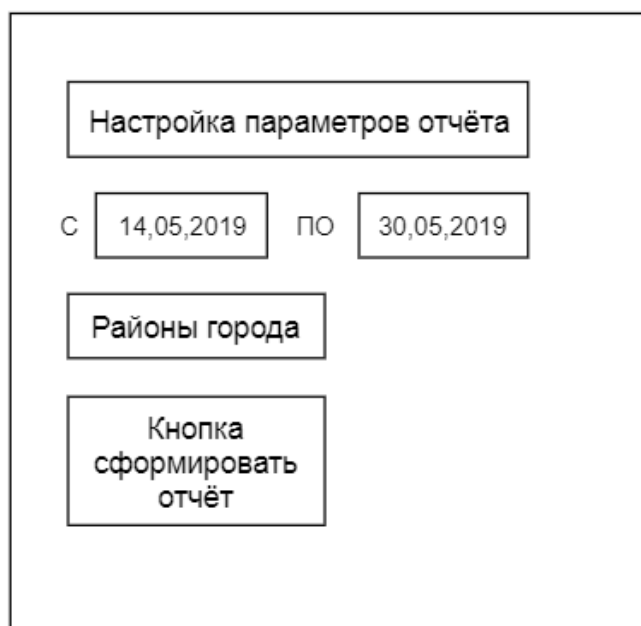 Настройка параметров отчёта
С 14,05,2019 ПО 30,05,2019
Районы города
Кнопка
сформировать
отчёт